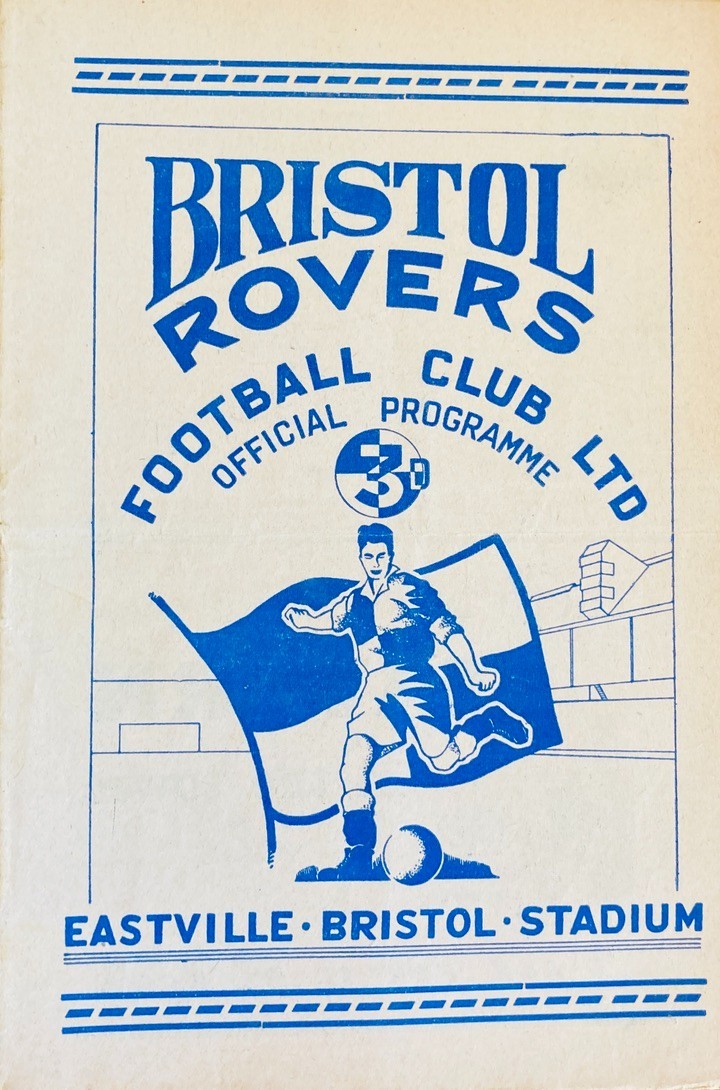 BRISTOL
ROVERS
FOOTBALL CLUB LTD
OFFICIAL PROGRAMME
3D
EASTVILLE · BRISTOL · STADIUM